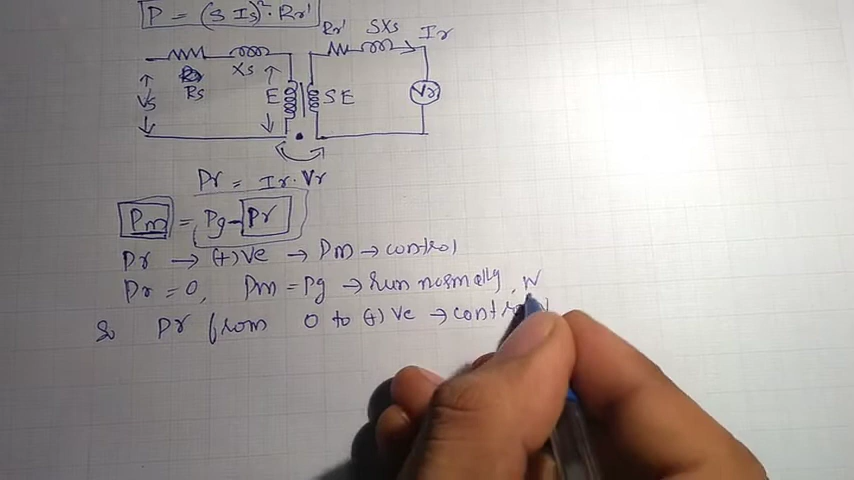 P = (S Is)² · Rr'
Rr' SXs Ir
Rs Xs
Vs E SE Vr
Pr = Ir · Vr
Pm = Pg - Pr
Pr → (+)ve → Pm → control
Pr = 0, Pm = Pg → Run normally, N
So Pr from 0 to (+)ve → control